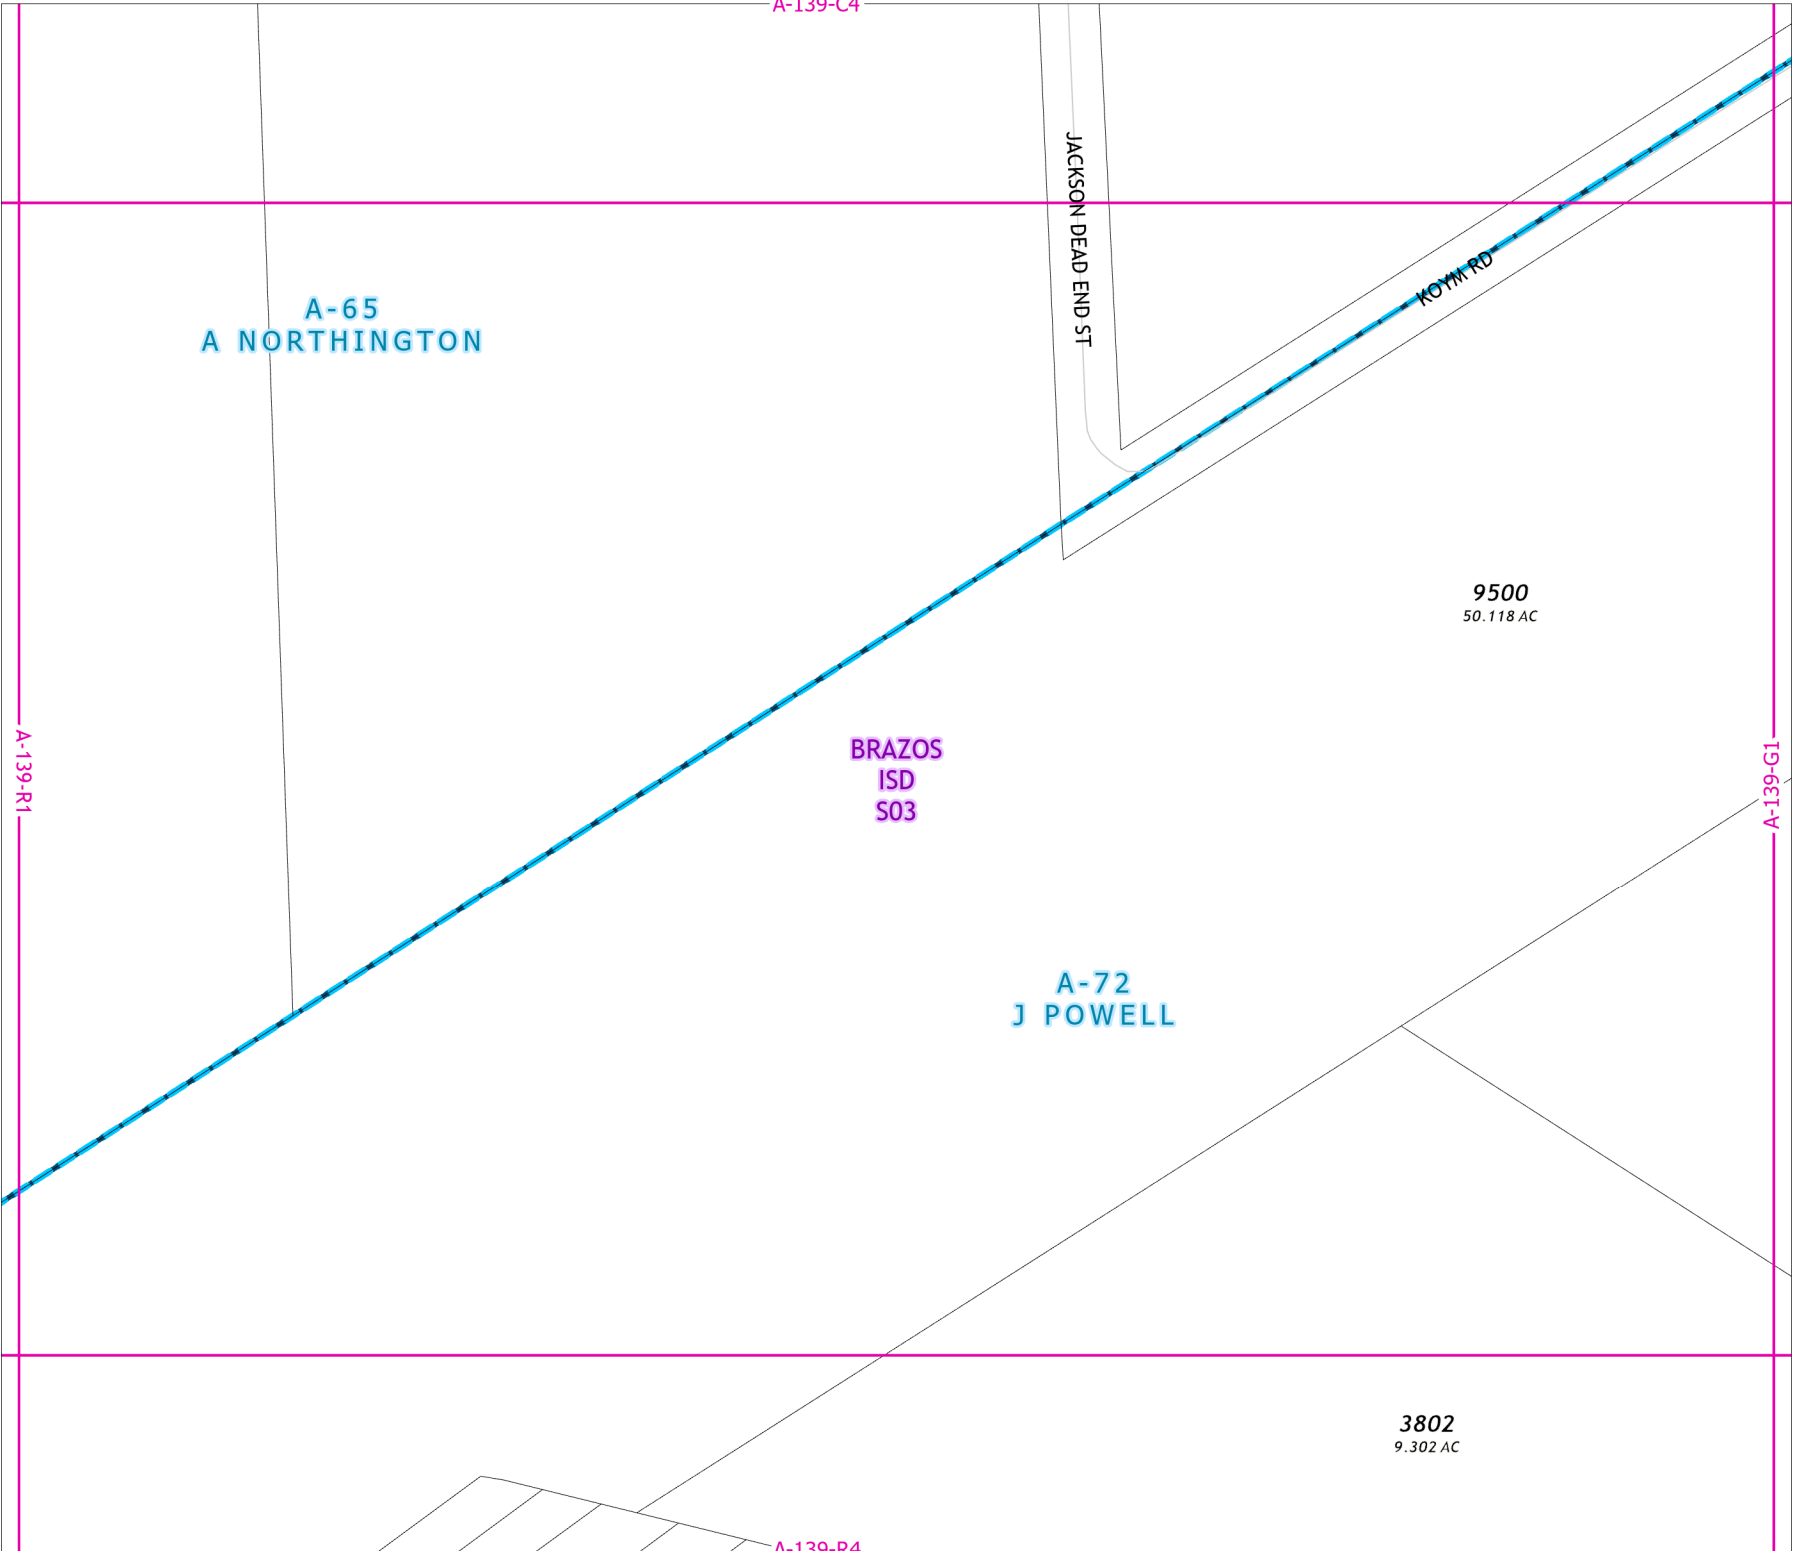 A-139-C4
JACKSON DEAD END ST
KOYM RD
A-65
A NORTHINGTON
9500
50.118 AC
A-139-R1
BRAZOS
ISD
S03
A-139-G1
A-72
J POWELL
3802
9.302 AC
A-139-R4